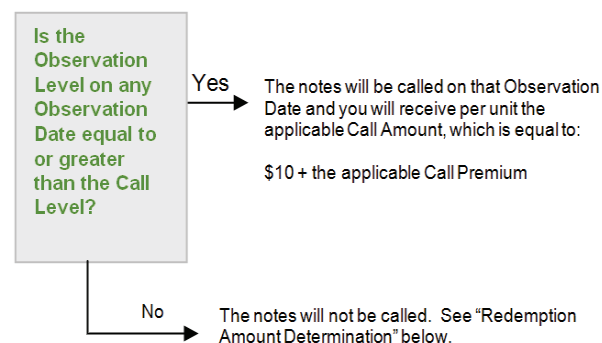 Is the
Observation
Level on any
Observation
Date equal to
or greater
than the Call
Level?
Yes
The notes will be called on that Observation
Date and you will receive per unit the
applicable Call Amount, which is equal to:
$10 + the applicable Call Premium
No
The notes will not be called.  See “Redemption
Amount Determination” below.